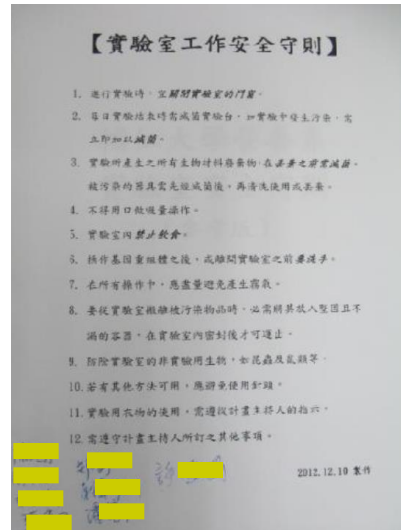 【實驗室工作安全守則】
1. 進行實驗時，宜關閉實驗室的門窗。
2. 每日實驗結束時需滅菌實驗台，如實驗中發生污染，需
立即加以滅菌。
3. 實驗所產生之所有生物材料廢棄物，在丟棄之前需滅菌。
被污染的器具需先經滅菌後，再清洗使用或丟棄。
4. 不得用口做吸量操作。
5. 實驗室內禁止飲食。
6. 操作基因重組體之後，或離開實驗室之前要洗手。
7. 在所有操作中，應盡量避免產生霧氣。
8. 要從實驗室搬離被污染物品時，必需將其放入堅固且不
漏的容器，在實驗室內密封後才可運出。
9. 防除實驗室的非實驗用生物，如昆蟲及鼠類等。
10. 若有其他方法可用，應避免使用針頭。
11. 實驗用衣物的使用，需遵從計畫主持人的指示。
12. 需遵守計畫主持人所訂之其他事項。
2012.12.19 製作